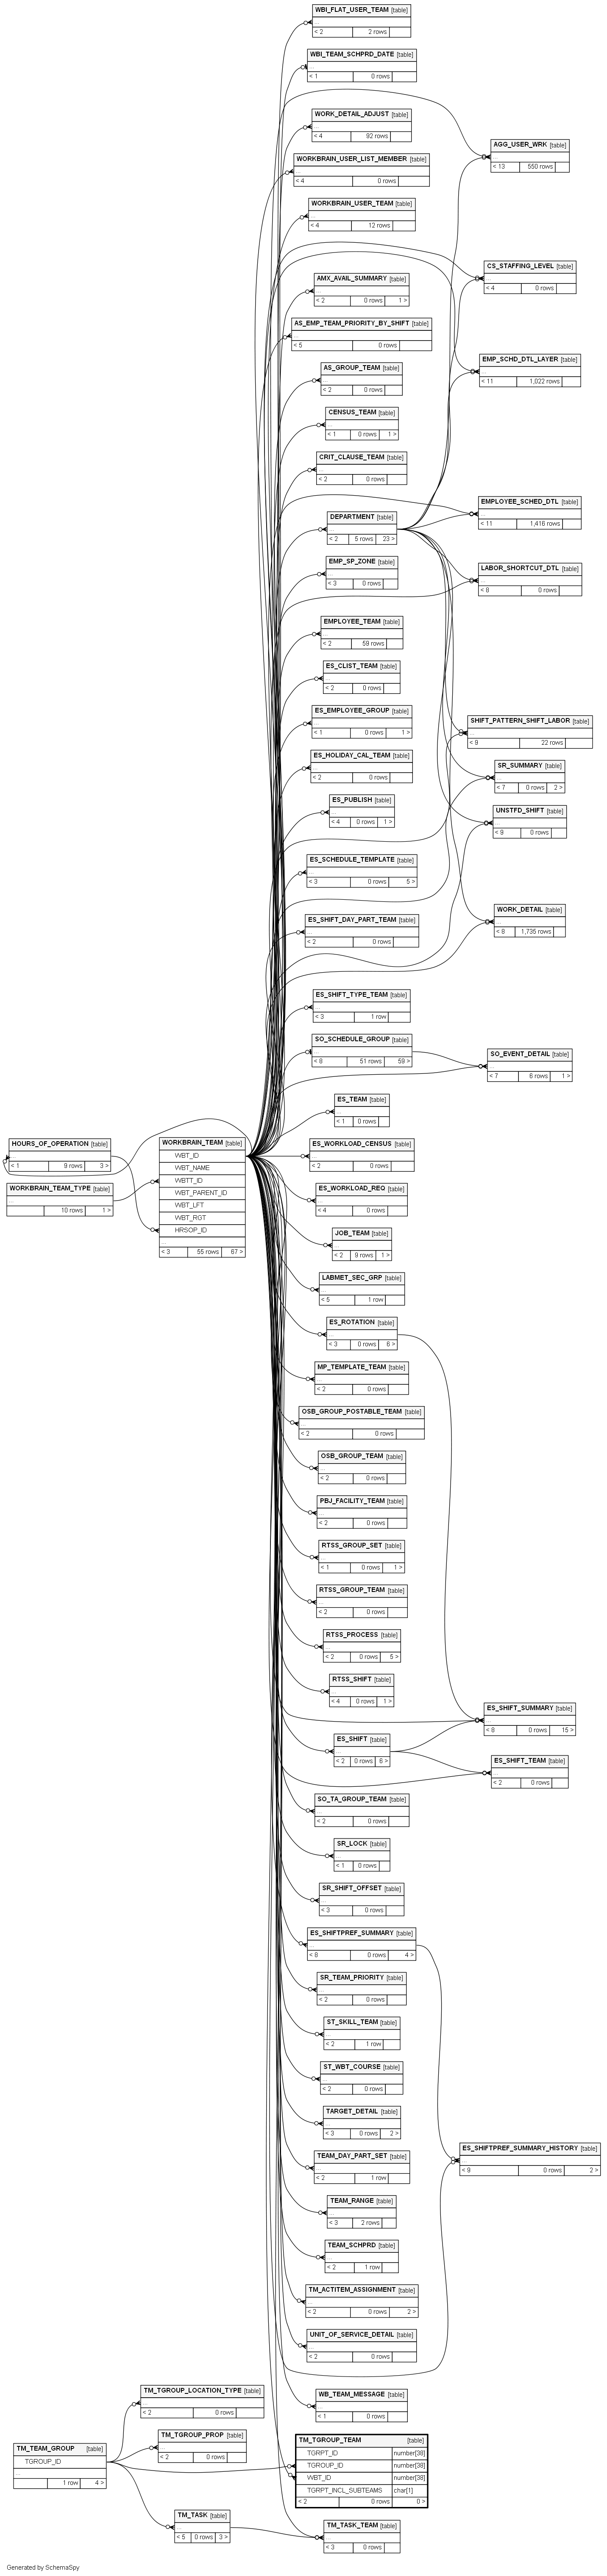 WBI_FLAT_USER_TEAM [table]
...
< 2 2 rows
WBI_TEAM_SCHPRD_DATE [table]
...
< 1 0 rows
WORK_DETAIL_ADJUST [table]
...
< 4 92 rows
AGG_USER_WRK [table]
...
< 13 550 rows
WORKBRAIN_USER_LIST_MEMBER [table]
...
< 4 0 rows
WORKBRAIN_USER_TEAM [table]
...
< 4 12 rows
CS_STAFFING_LEVEL [table]
...
< 4 0 rows
AMX_AVAIL_SUMMARY [table]
...
< 2 0 rows 1 >
AS_EMP_TEAM_PRIORITY_BY_SHIFT [table]
...
< 5 0 rows
EMP_SCHD_DTL_LAYER [table]
...
< 11 1,022 rows
AS_GROUP_TEAM [table]
...
< 2 0 rows
CENSUS_TEAM [table]
...
< 1 0 rows 1 >
CRIT_CLAUSE_TEAM [table]
...
< 2 0 rows
EMPLOYEE_SCHED_DTL [table]
...
< 11 1,416 rows
DEPARTMENT [table]
...
< 2 5 rows 23 >
EMP_SP_ZONE [table]
...
< 3 0 rows
LABOR_SHORTCUT_DTL [table]
...
< 8 0 rows
EMPLOYEE_TEAM [table]
...
< 2 59 rows
ES_CLIST_TEAM [table]
...
< 2 0 rows
ES_EMPLOYEE_GROUP [table]
...
< 1 0 rows 1 >
SHIFT_PATTERN_SHIFT_LABOR [table]
...
< 9 22 rows
ES_HOLIDAY_CAL_TEAM [table]
...
< 2 0 rows
SR_SUMMARY [table]
...
< 7 0 rows 2 >
ES_PUBLISH [table]
...
< 4 0 rows 1 >
UNSTFD_SHIFT [table]
...
< 9 0 rows
ES_SCHEDULE_TEMPLATE [table]
...
< 3 0 rows 5 >
ES_SHIFT_DAY_PART_TEAM [table]
...
< 2 0 rows
WORK_DETAIL [table]
...
< 8 1,735 rows
ES_SHIFT_TYPE_TEAM [table]
...
< 3 1 row
SO_SCHEDULE_GROUP [table]
...
< 8 51 rows 59 >
SO_EVENT_DETAIL [table]
...
< 7 6 rows 1 >
ES_TEAM [table]
...
< 1 0 rows
HOURS_OF_OPERATION [table]
...
< 1 9 rows 3 >
WORKBRAIN_TEAM_TYPE [table]
...
10 rows 1 >
WORKBRAIN_TEAM [table]
WBT_ID
WBT_NAME
WBTT_ID
WBT_PARENT_ID
WBT_LFT
WBT_RGT
HRSOP_ID
...
< 3 55 rows 67 >
ES_WORKLOAD_CENSUS [table]
...
< 2 0 rows
ES_WORKLOAD_REQ [table]
...
< 4 0 rows
JOB_TEAM [table]
...
< 2 9 rows 1 >
LABMET_SEC_GRP [table]
...
< 5 1 row
ES_ROTATION [table]
...
< 3 0 rows 6 >
MP_TEMPLATE_TEAM [table]
...
< 2 0 rows
OSB_GROUP_POSTABLE_TEAM [table]
...
< 2 0 rows
OSB_GROUP_TEAM [table]
...
< 2 0 rows
PBJ_FACILITY_TEAM [table]
...
< 2 0 rows
RTSS_GROUP_SET [table]
...
< 1 0 rows 1 >
RTSS_GROUP_TEAM [table]
...
< 2 0 rows
RTSS_PROCESS [table]
...
< 2 0 rows 5 >
RTSS_SHIFT [table]
...
< 4 0 rows 1 >
ES_SHIFT_SUMMARY [table]
...
< 8 0 rows 15 >
ES_SHIFT [table]
...
< 2 0 rows 6 >
ES_SHIFT_TEAM [table]
...
< 2 0 rows
SO_TA_GROUP_TEAM [table]
...
< 2 0 rows
SR_LOCK [table]
...
< 1 0 rows
SR_SHIFT_OFFSET [table]
...
< 3 0 rows
ES_SHIFTPREF_SUMMARY [table]
...
< 8 0 rows 4 >
SR_TEAM_PRIORITY [table]
...
< 2 0 rows
ST_SKILL_TEAM [table]
...
< 2 1 row
ST_WBT_COURSE [table]
...
< 2 0 rows
TARGET_DETAIL [table]
...
< 3 0 rows 2 >
ES_SHIFTPREF_SUMMARY_HISTORY [table]
...
< 9 0 rows 2 >
TEAM_DAY_PART_SET [table]
...
< 2 1 row
TEAM_RANGE [table]
...
< 3 2 rows
TEAM_SCHPRD [table]
...
< 2 1 row
TM_ACTITEM_ASSIGNMENT [table]
...
< 2 0 rows 2 >
UNIT_OF_SERVICE_DETAIL [table]
...
< 2 0 rows
TM_TGROUP_LOCATION_TYPE [table]
...
< 2 0 rows
WB_TEAM_MESSAGE [table]
...
< 1 0 rows
TM_TGROUP_PROP [table]
...
< 2 0 rows
TM_TEAM_GROUP [table]
TGROUP_ID
...
1 row 4 >
TM_TGROUP_TEAM [table]
TGRPT_ID number[38]
TGROUP_ID number[38]
WBT_ID number[38]
TGRPT_INCL_SUBTEAMS char[1]
< 2 0 rows 0 >
TM_TASK [table]
...
< 5 0 rows 3 >
TM_TASK_TEAM [table]
...
< 3 0 rows
Generated by SchemaSpy